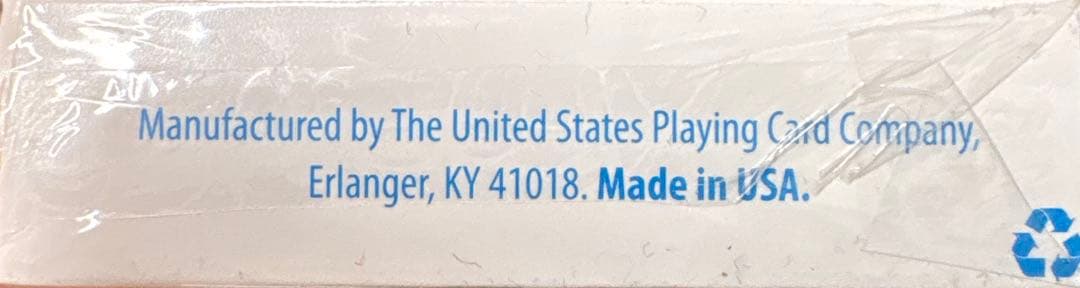 Manufactured by The United States Playing Card Company,
Erlanger, KY 41018. Made in USA.